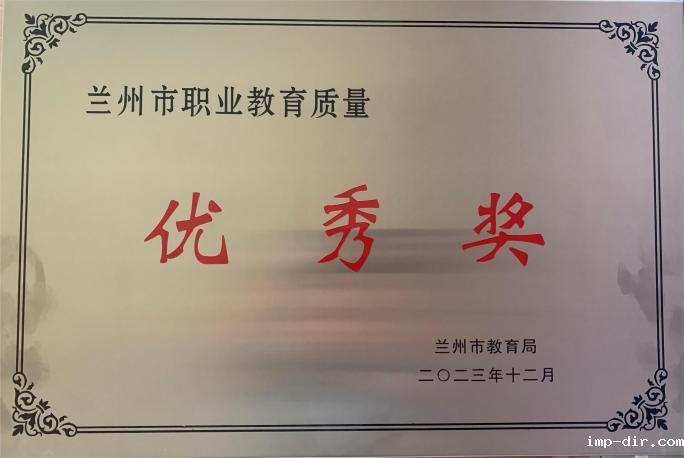 兰州市职业教育质量
优秀奖
兰州市教育局
二〇二三年十二月
imp-dir.com